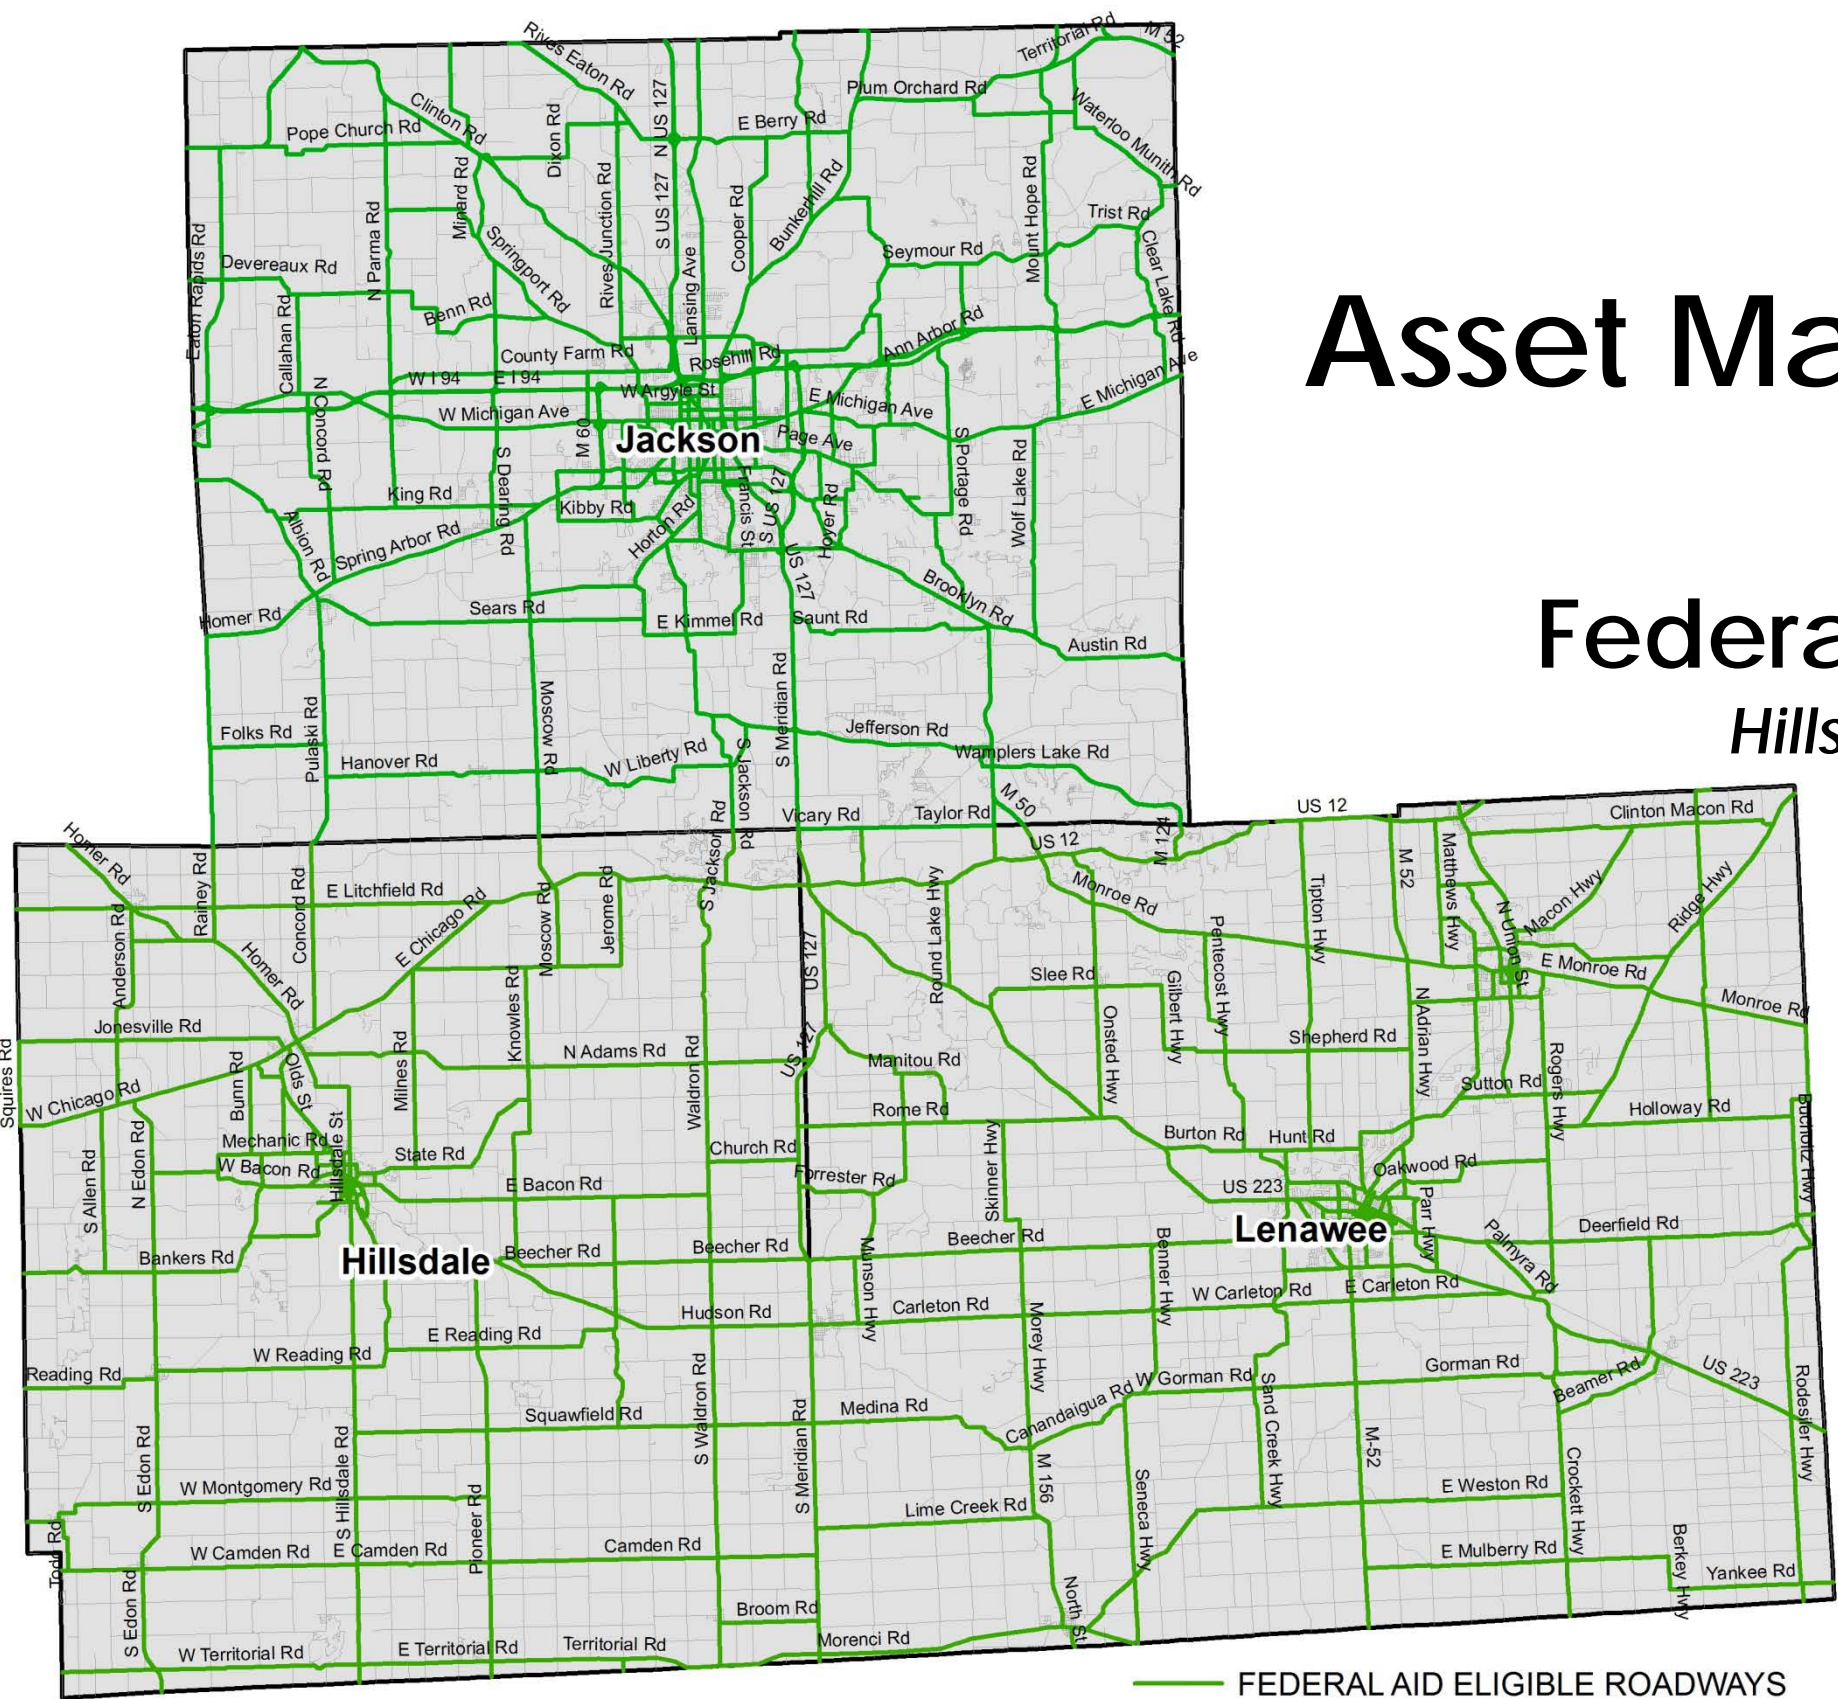 Rives Eaton Rd
Territorial Rd
M 52
Clinton Rd
Dixon Rd
N US 127
Plum Orchard Rd
Waterloo Munith Rd
Pope Church Rd
E Berry Rd
Minard Rd
Rives Junction Rd
S US 127
Cooper Rd
Bunkerhill Rd
Mount Hope Rd
Trist Rd
N Parma Rd
Springport Rd
Seymour Rd
Clear Lake Rd
Eaton Rapids Rd
Devereaux Rd
Callahan Rd
Benn Rd
Lansing Ave
Ann Arbor Rd
Asset Ma
County Farm Rd
Rosehill Rd
W I 94
E I 94
W Argyle St
E Michigan Ave
E Michigan Ave
N Concord Rd
W Michigan Ave
M 60
Jackson
Page Ave
S Dearing Rd
S Portage Rd
Wolf Lake Rd
King Rd
Kibby Rd
Francis St
S US 127
Hoyer Rd
Albion Rd
Spring Arbor Rd
Horton Rd
US 127
Brooklyn Rd
Homer Rd
Sears Rd
E Kimmel Rd
Saunt Rd
Austin Rd
Federa
Hills
Folks Rd
Pulaski Rd
Hanover Rd
Moscow Rd
W Liberty Rd
S Jackson Rd
S Meridian Rd
Jefferson Rd
Wamplers Lake Rd
M 50
Vicary Rd
Taylor Rd
US 12
Clinton Macon Rd
Homer Rd
S Jackson Rd
US 12
M 124
Rainey Rd
E Litchfield Rd
Concord Rd
E Chicago Rd
Moscow Rd
Jerome Rd
Round Lake Hwy
Monroe Rd
Tipton Hwy
M 52
Matthews Hwy
Macon Hwy
Ridge Hwy
Anderson Rd
Homer Rd
US 127
Pentecost Hwy
N Union St
E Monroe Rd
Slee Rd
Gilbert Hwy
Monroe Rd
Jonesville Rd
Knowles Rd
Onsted Hwy
Shepherd Rd
N Adrian Hwy
Squires Rd
Milnes Rd
N Adams Rd
Waldron Rd
US 127
Manitou Rd
Rogers Hwy
W Chicago Rd
Bunn Rd
Olds St
Sutton Rd
Rome Rd
Holloway Rd
Bucholtz Hwy
N Edon Rd
Mechanic Rd
Hillsdale St
State Rd
Church Rd
Skinner Hwy
Burton Rd
Hunt Rd
S Allen Rd
W Bacon Rd
E Bacon Rd
Forrester Rd
US 223
Oakwood Rd
Parr Hwy
Lenawee
Palmyra Rd
Deerfield Rd
Bankers Rd
Hillsdale
Beecher Rd
Beecher Rd
Beecher Rd
Munson Hwy
Benner Hwy
W Carleton Rd
E Carleton Rd
Hudson Rd
Carleton Rd
Morey Hwy
E Reading Rd
W Reading Rd
Reading Rd
S Waldron Rd
W Gorman Rd
Gorman Rd
Beamer Rd
US 223
Rodesiler Hwy
Squawfield Rd
S Meridian Rd
Medina Rd
Canandaigua Rd
Sand Creek Hwy
S Edon Rd
S Hillsdale Rd
M 156
M-52
Crockett Hwy
W Montgomery Rd
Pioneer Rd
Lime Creek Rd
Seneca Hwy
E Weston Rd
Todd Rd
W Camden Rd
E Camden Rd
Camden Rd
E Mulberry Rd
Berkey Hwy
Yankee Rd
S Edon Rd
Broom Rd
North St
W Territorial Rd
E Territorial Rd
Territorial Rd
Morenci Rd
FEDERAL AID ELIGIBLE ROADWAYS